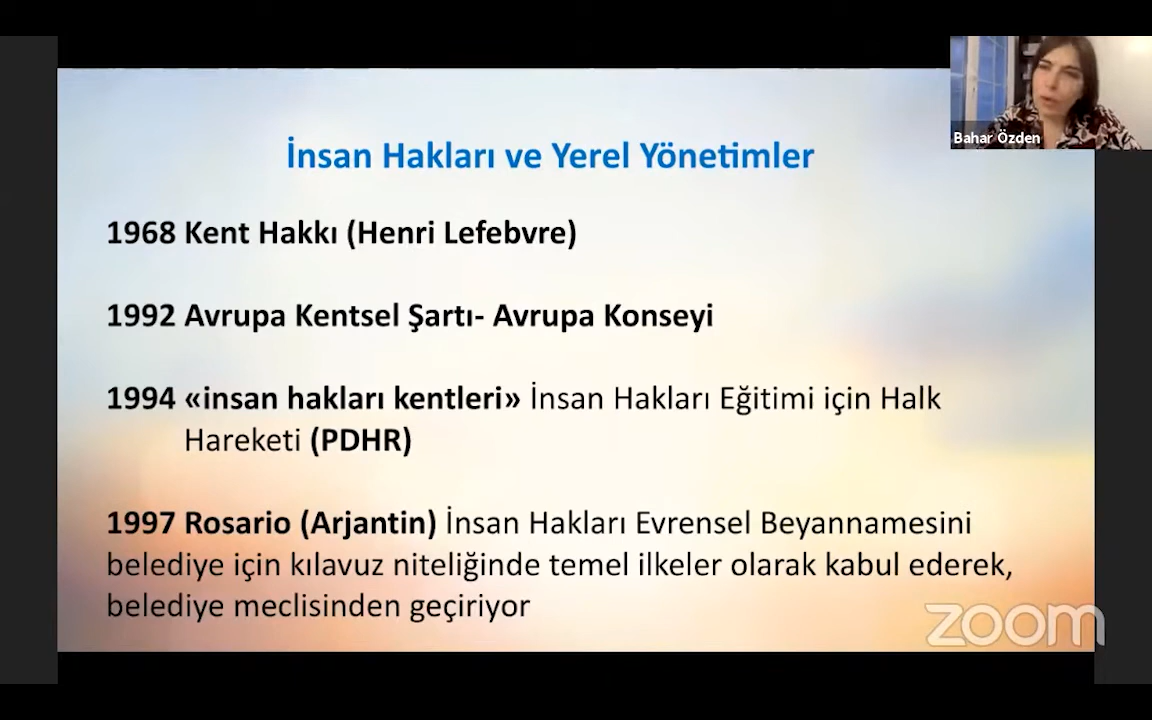 Bahar Özden
İnsan Hakları ve Yerel Yönetimler
1968 Kent Hakkı (Henri Lefebvre)
1992 Avrupa Kentsel Şartı- Avrupa Konseyi
1994 «insan hakları kentleri» İnsan Hakları Eğitimi için Halk
Hareketi (PDHR)
1997 Rosario (Arjantin) İnsan Hakları Evrensel Beyannamesini
belediye için kılavuz niteliğinde temel ilkeler olarak kabul ederek,
belediye meclisinden geçiriyor
zoom